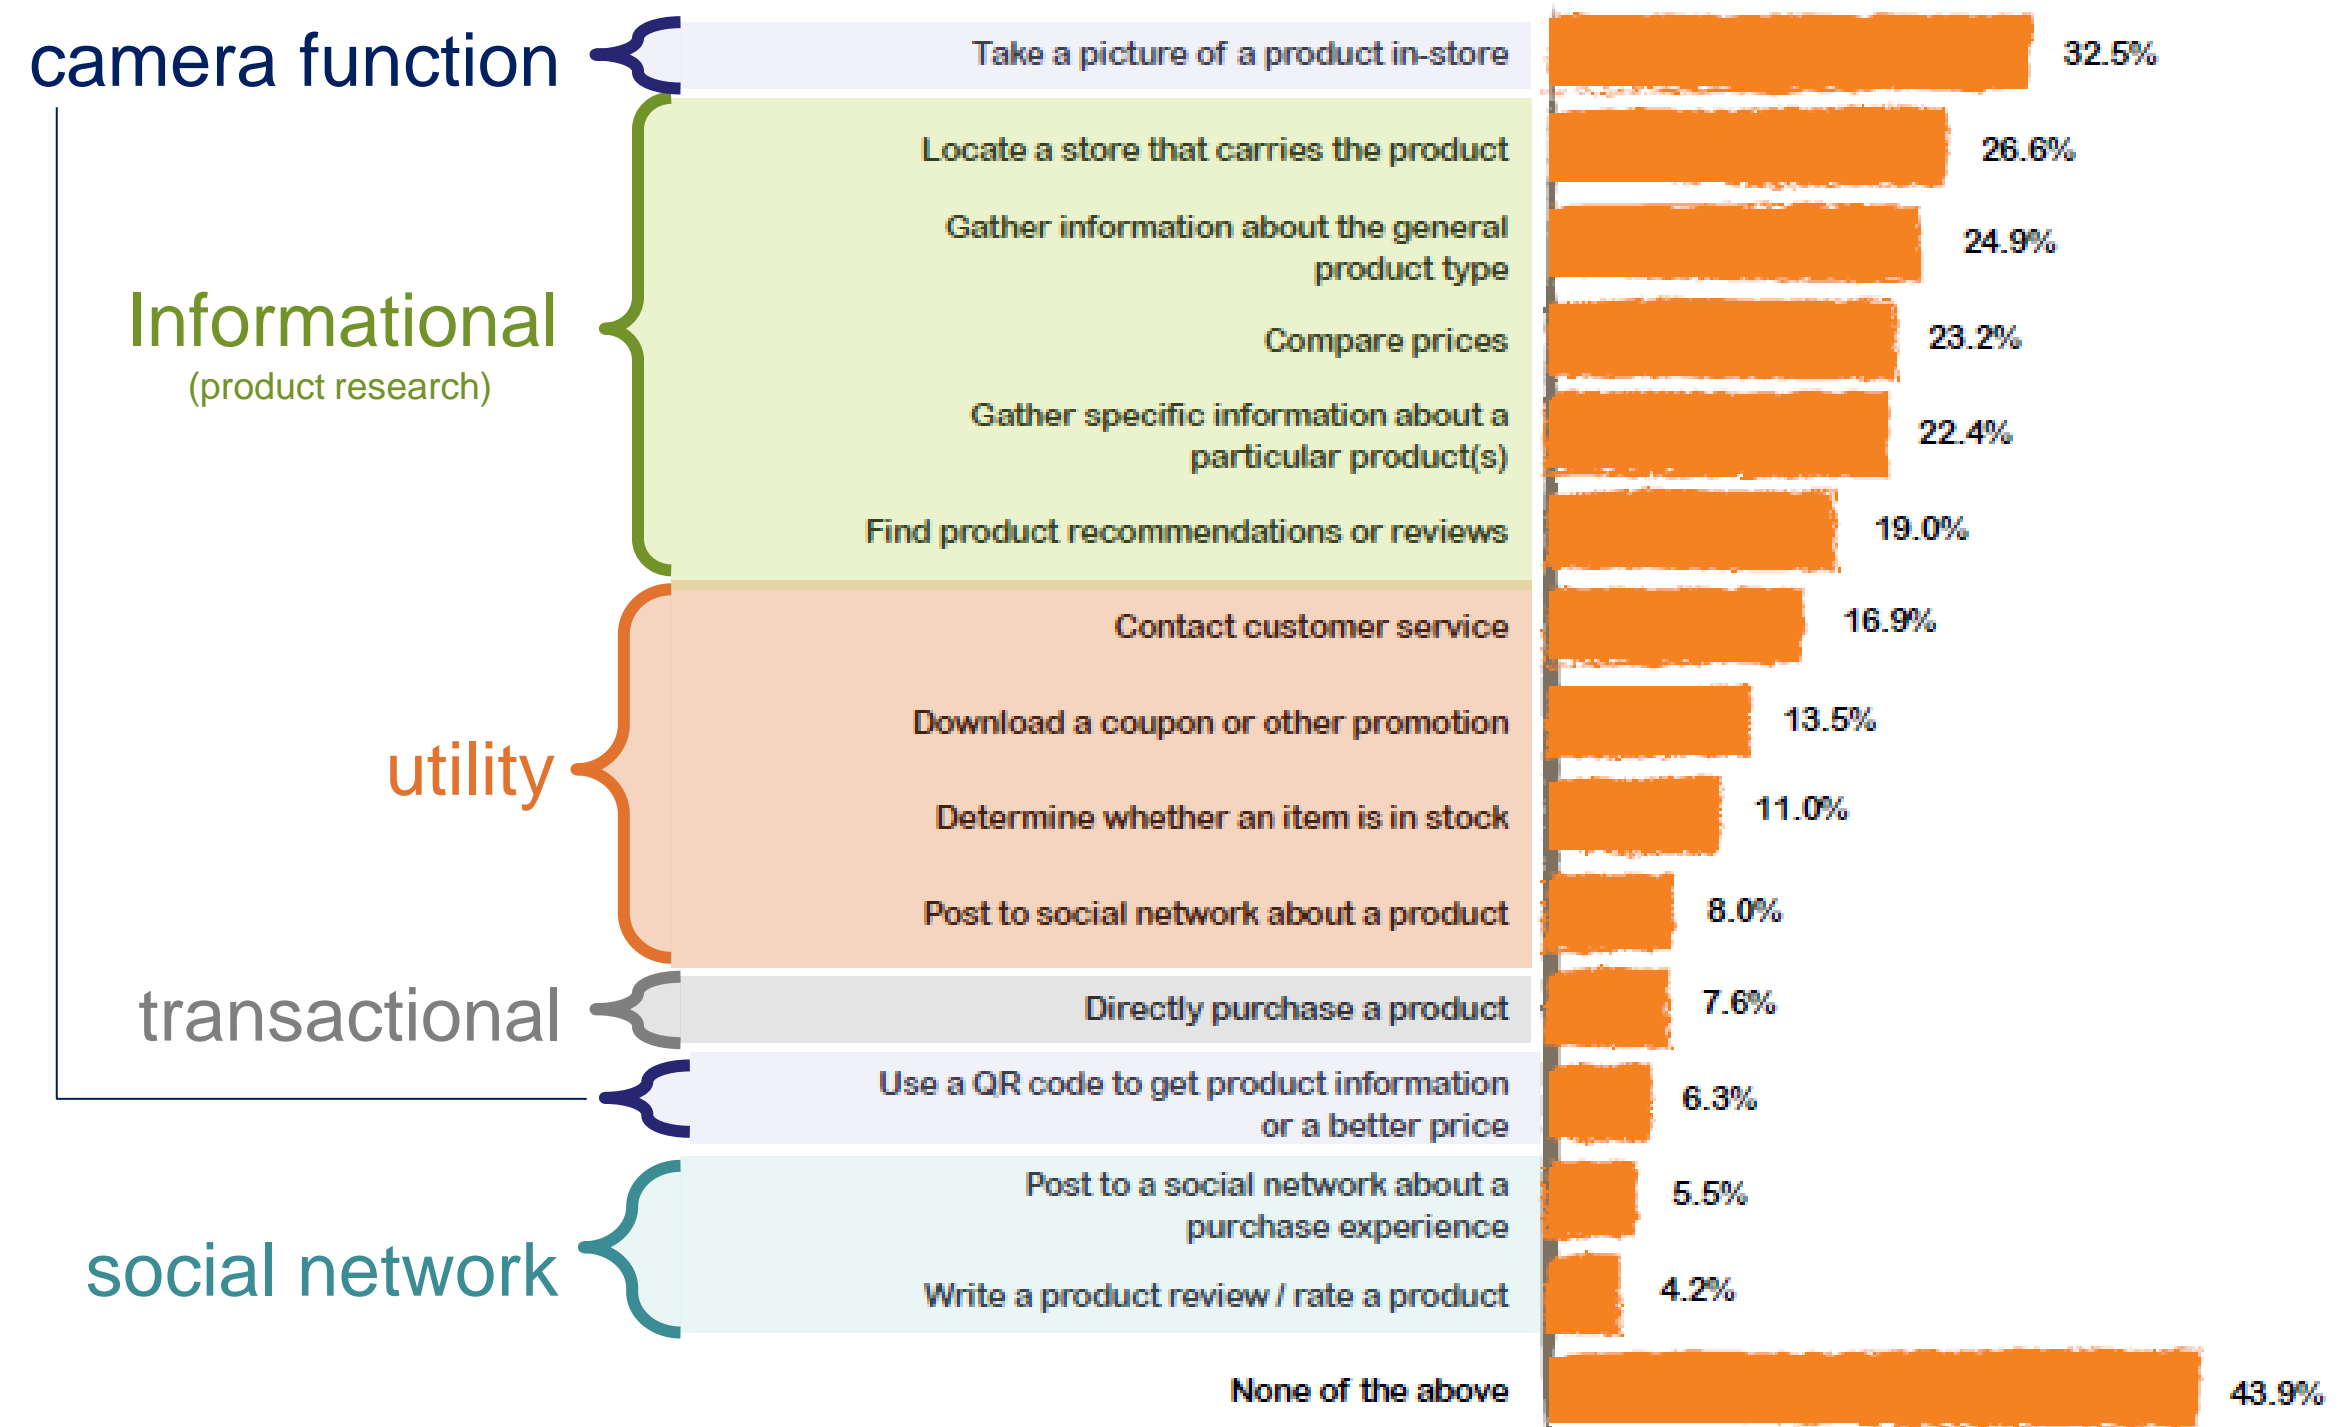 camera function
Take a picture of a product in-store
32.5%
Informational
(product research)
Locate a store that carries the product
26.6%
Gather information about the general
product type
24.9%
Compare prices
23.2%
Gather specific information about a
particular product(s)
22.4%
Find product recommendations or reviews
19.0%
utility
Contact customer service
16.9%
Download a coupon or other promotion
13.5%
Determine whether an item is in stock
11.0%
Post to social network about a product
8.0%
transactional
Directly purchase a product
7.6%
Use a QR code to get product information
or a better price
6.3%
social network
Post to a social network about a
purchase experience
5.5%
Write a product review / rate a product
4.2%
None of the above
43.9%